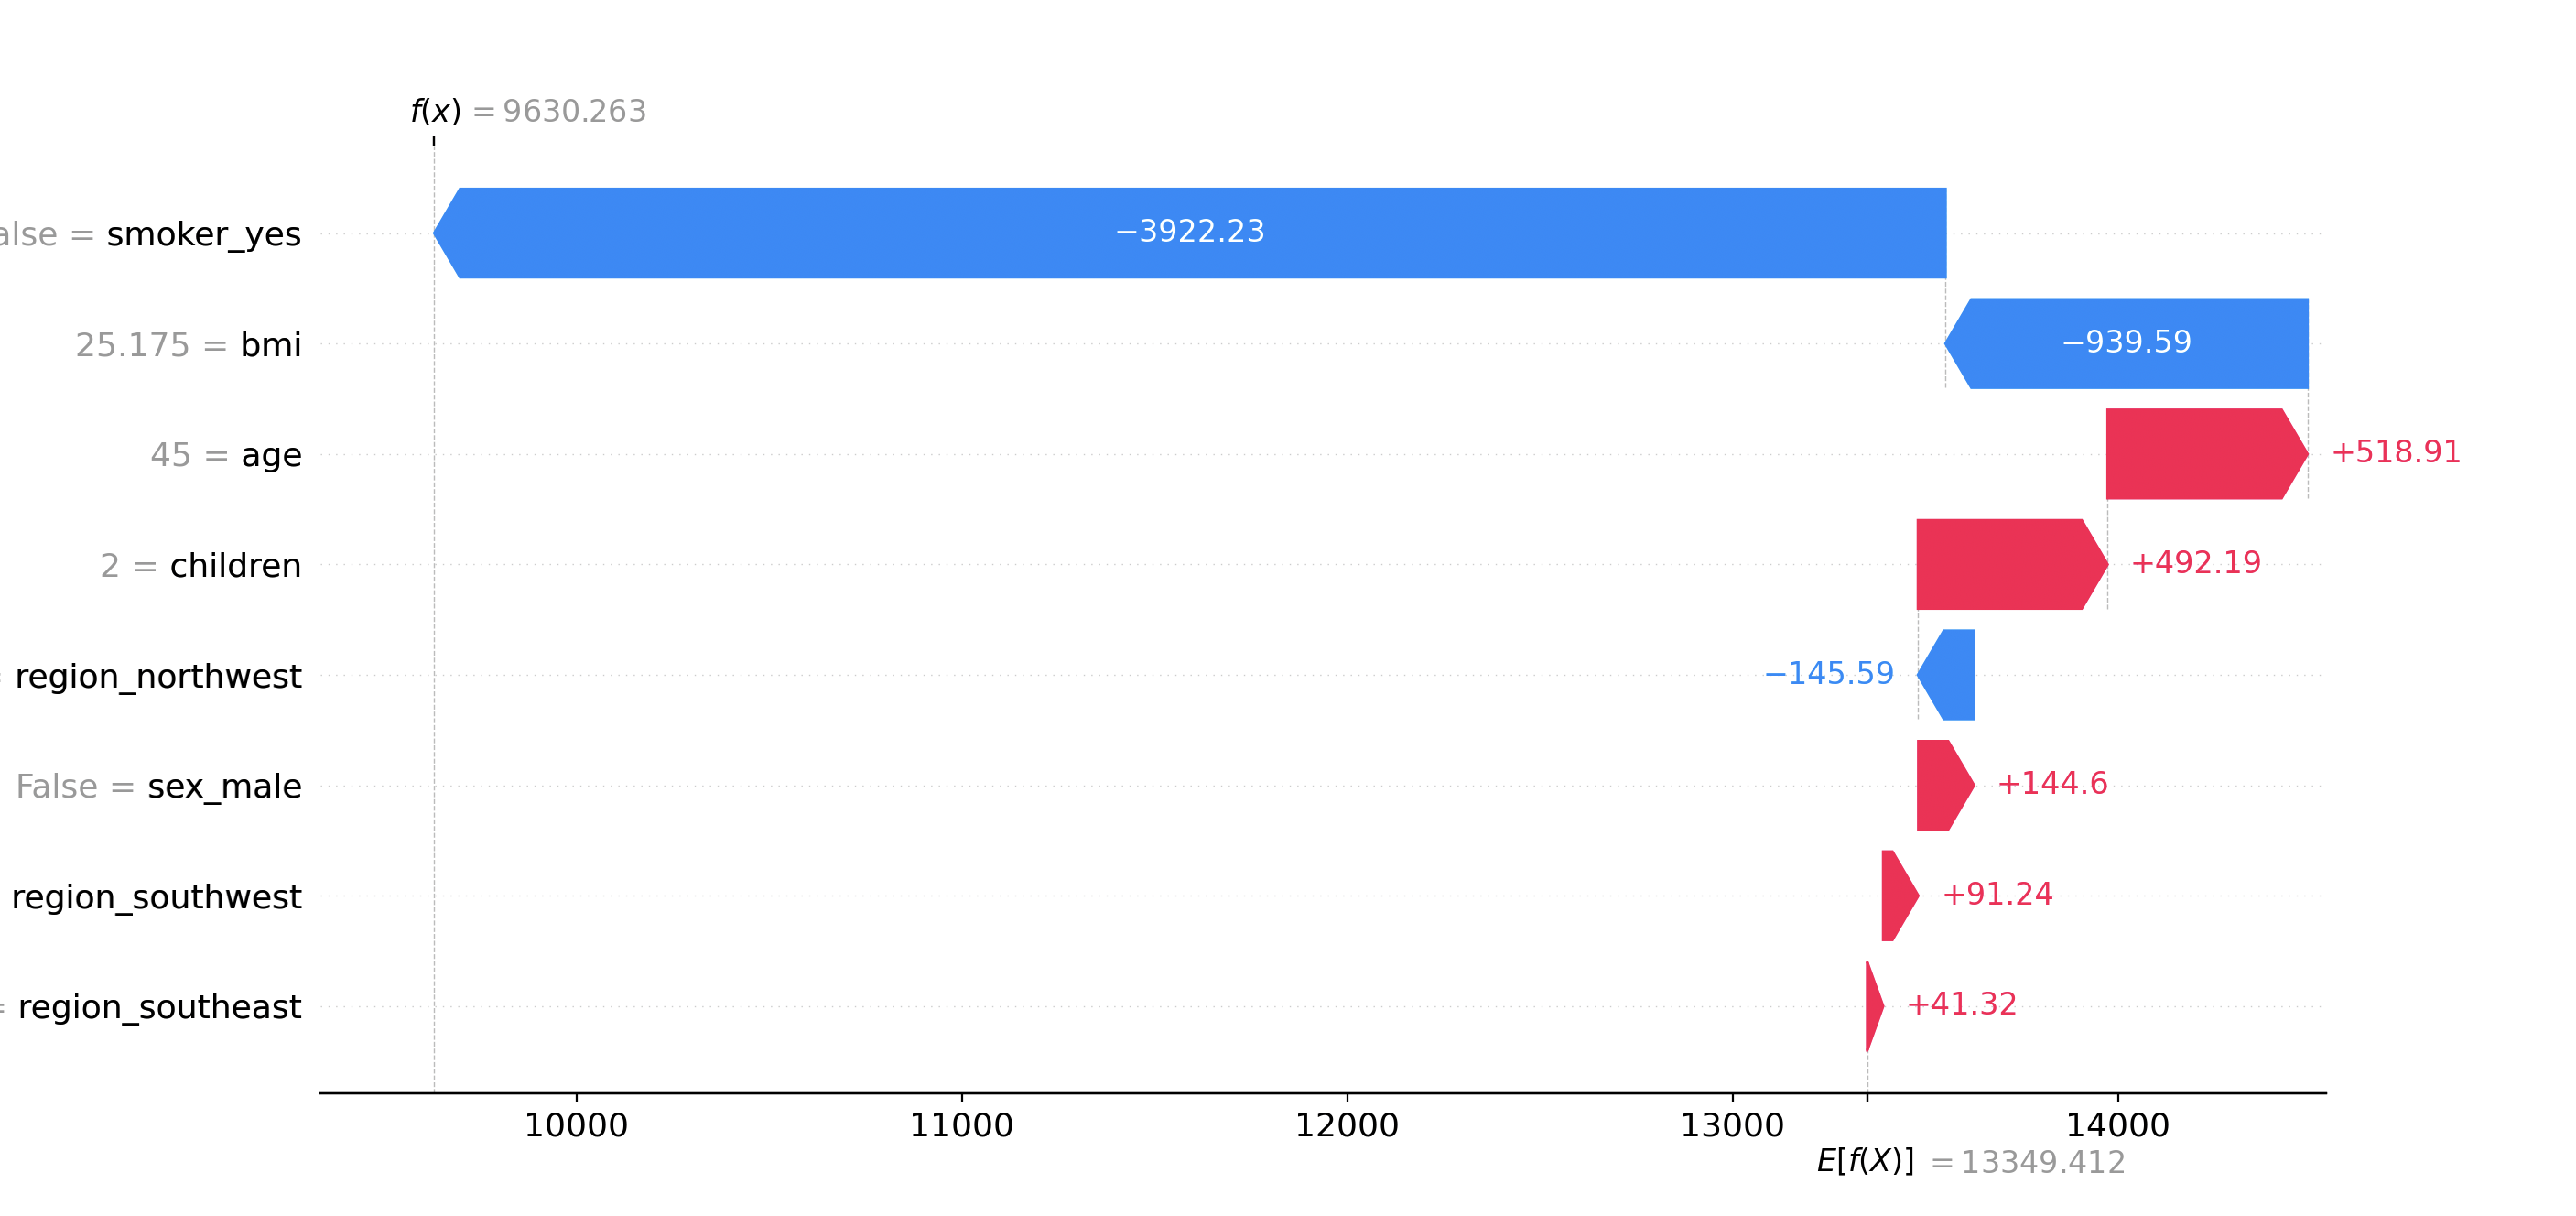 f(x) = 9630.263
alse = smoker_yes −3922.23
25.175 = bmi −939.59
45 = age +518.91
2 = children +492.19
= region_northwest −145.59
False = sex_male +144.6
region_southwest +91.24
= region_southeast +41.32
10000 11000 12000 13000 14000
E[f(X)] = 13349.412